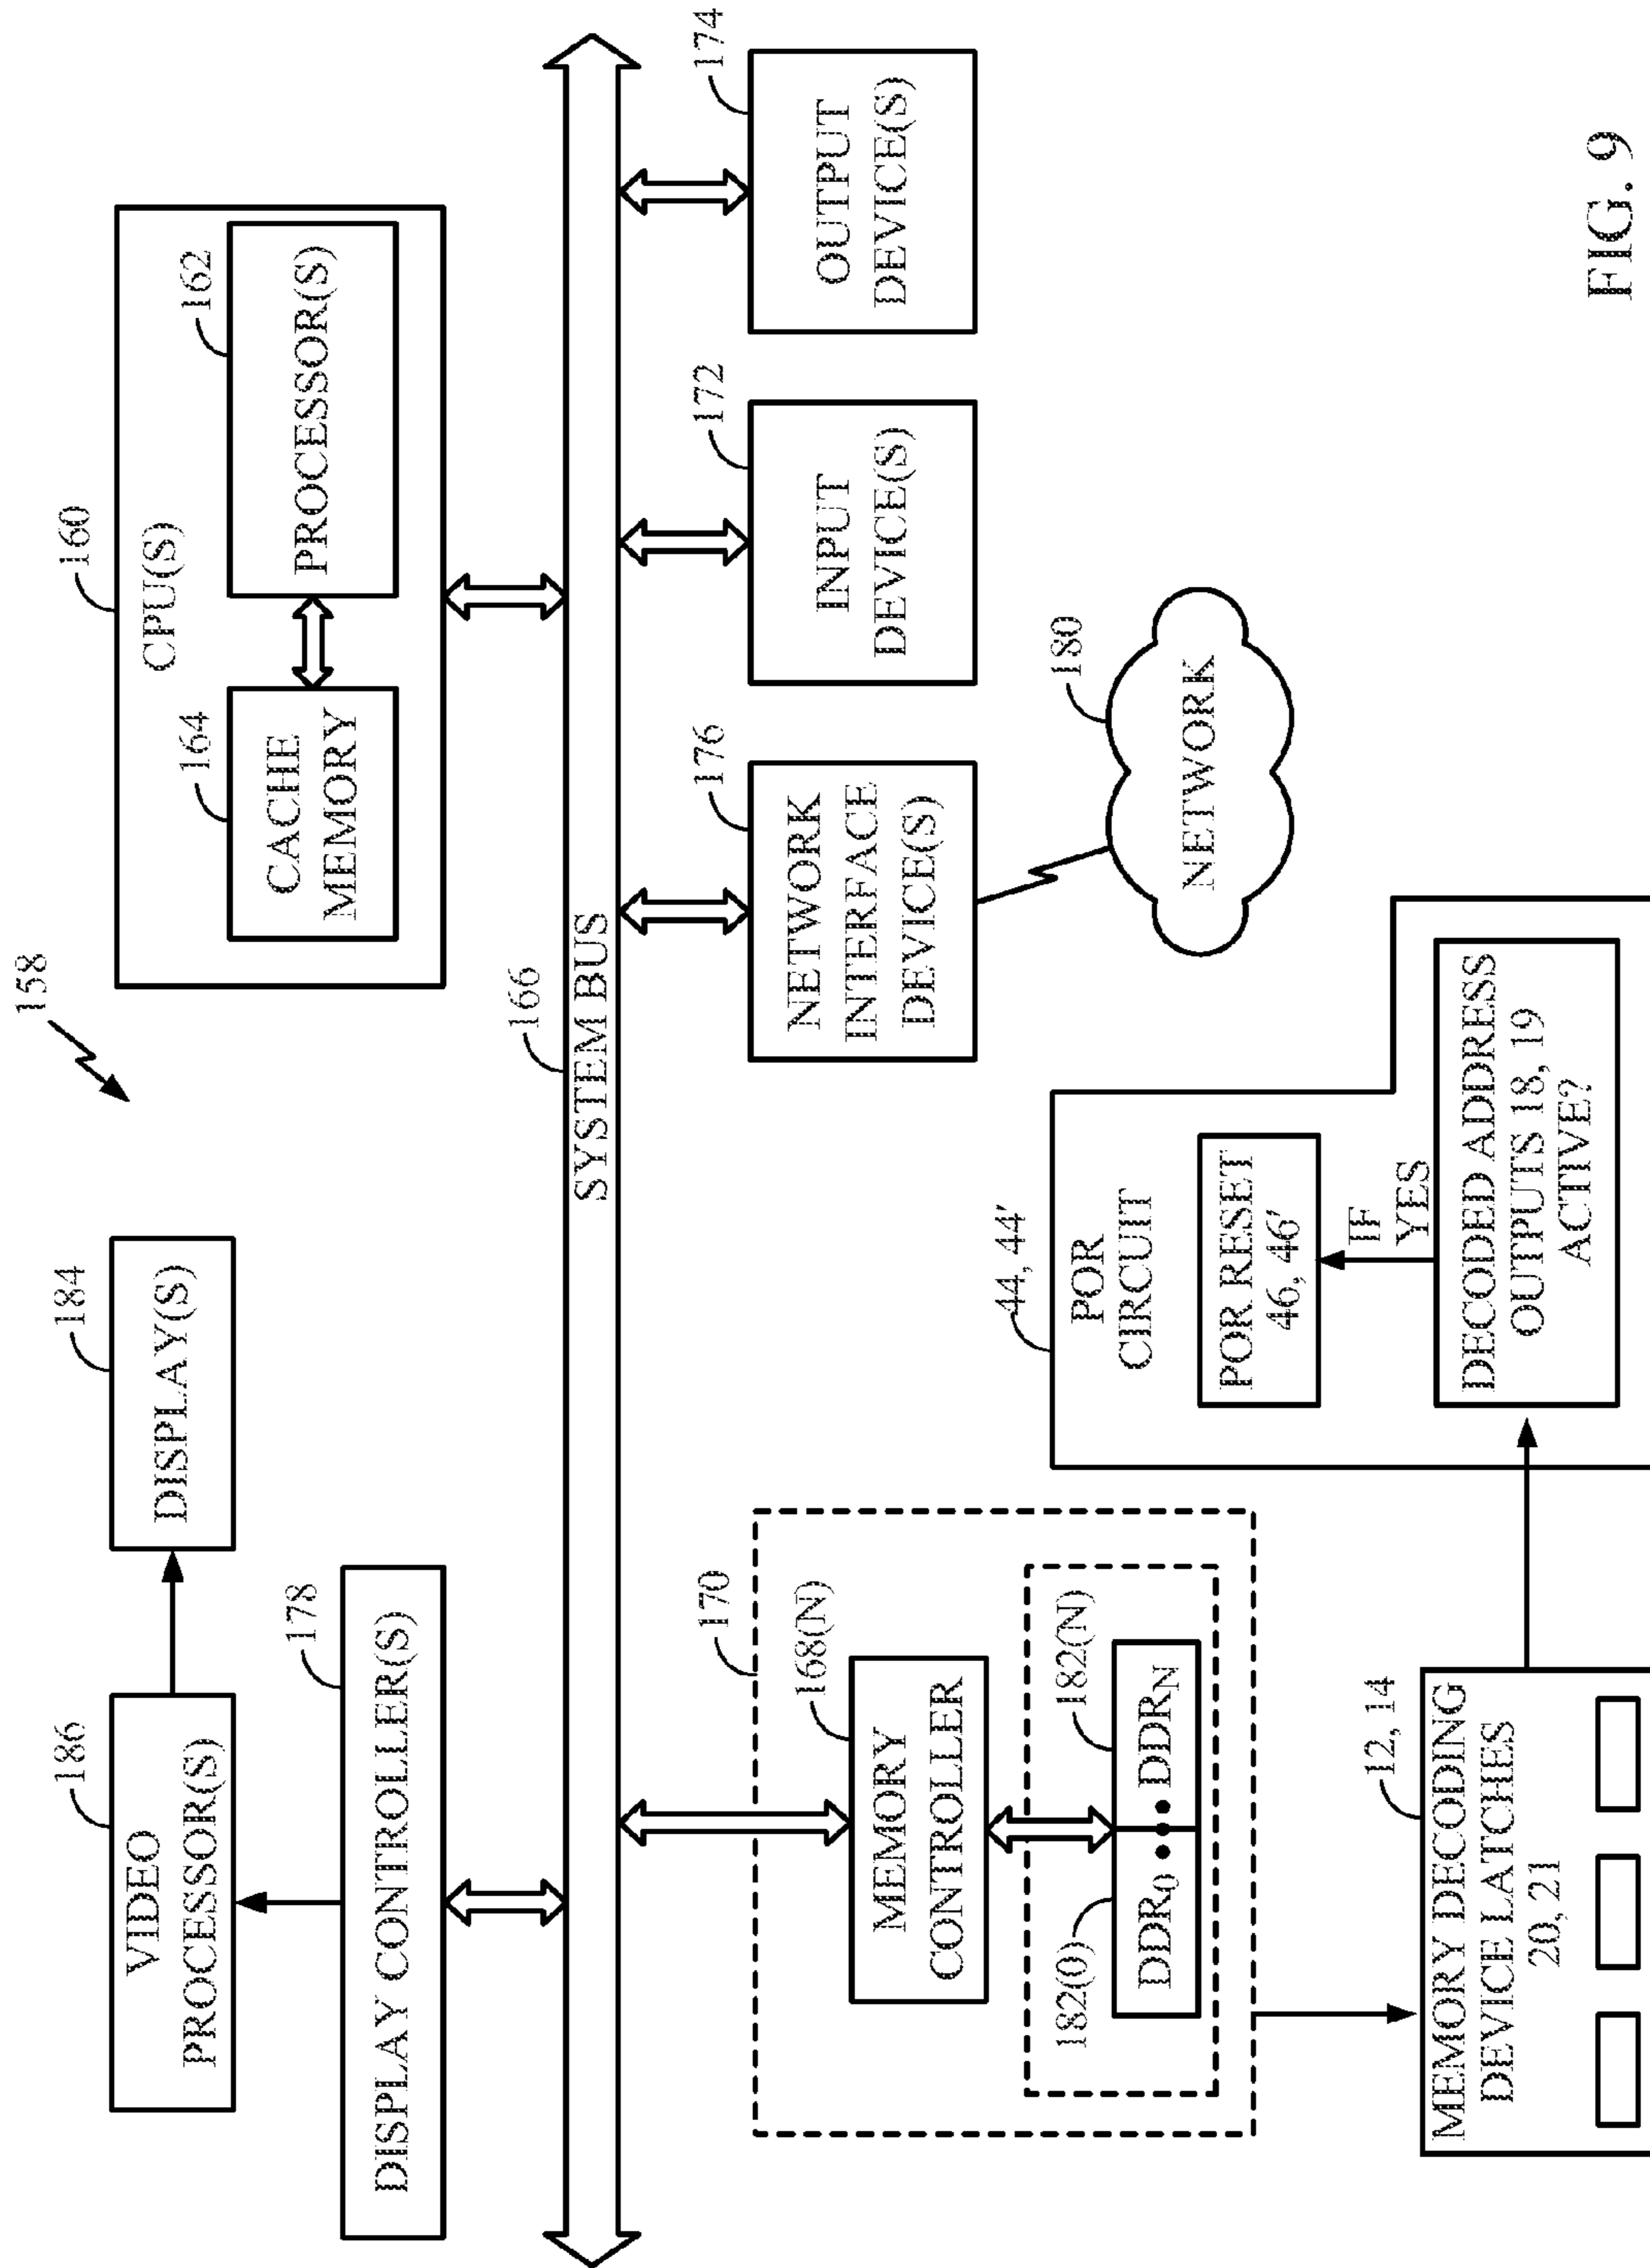 158
160
CPU(S)
164
162
CACHE
MEMORY
PROCESSOR(S)
186
184
VIDEO
PROCESSOR(S)
DISPLAY(S)
178
DISPLAY CONTROLLER(S)
166
SYSTEM BUS
170
168(N)
MEMORY
CONTROLLER
182(0)
182(N)
DDR0
DDRN
176
NETWORK
INTERFACE
DEVICE(S)
172
INPUT
DEVICE(S)
174
OUTPUT
DEVICE(S)
180
NETWORK
12, 14
MEMORY DECODING
DEVICE LATCHES
20, 21
44, 44′
POR
CIRCUIT
POR RESET
46, 46′
IF
YES
DECODED ADDRESS
OUTPUTS 18, 19
ACTIVE?
FIG. 9